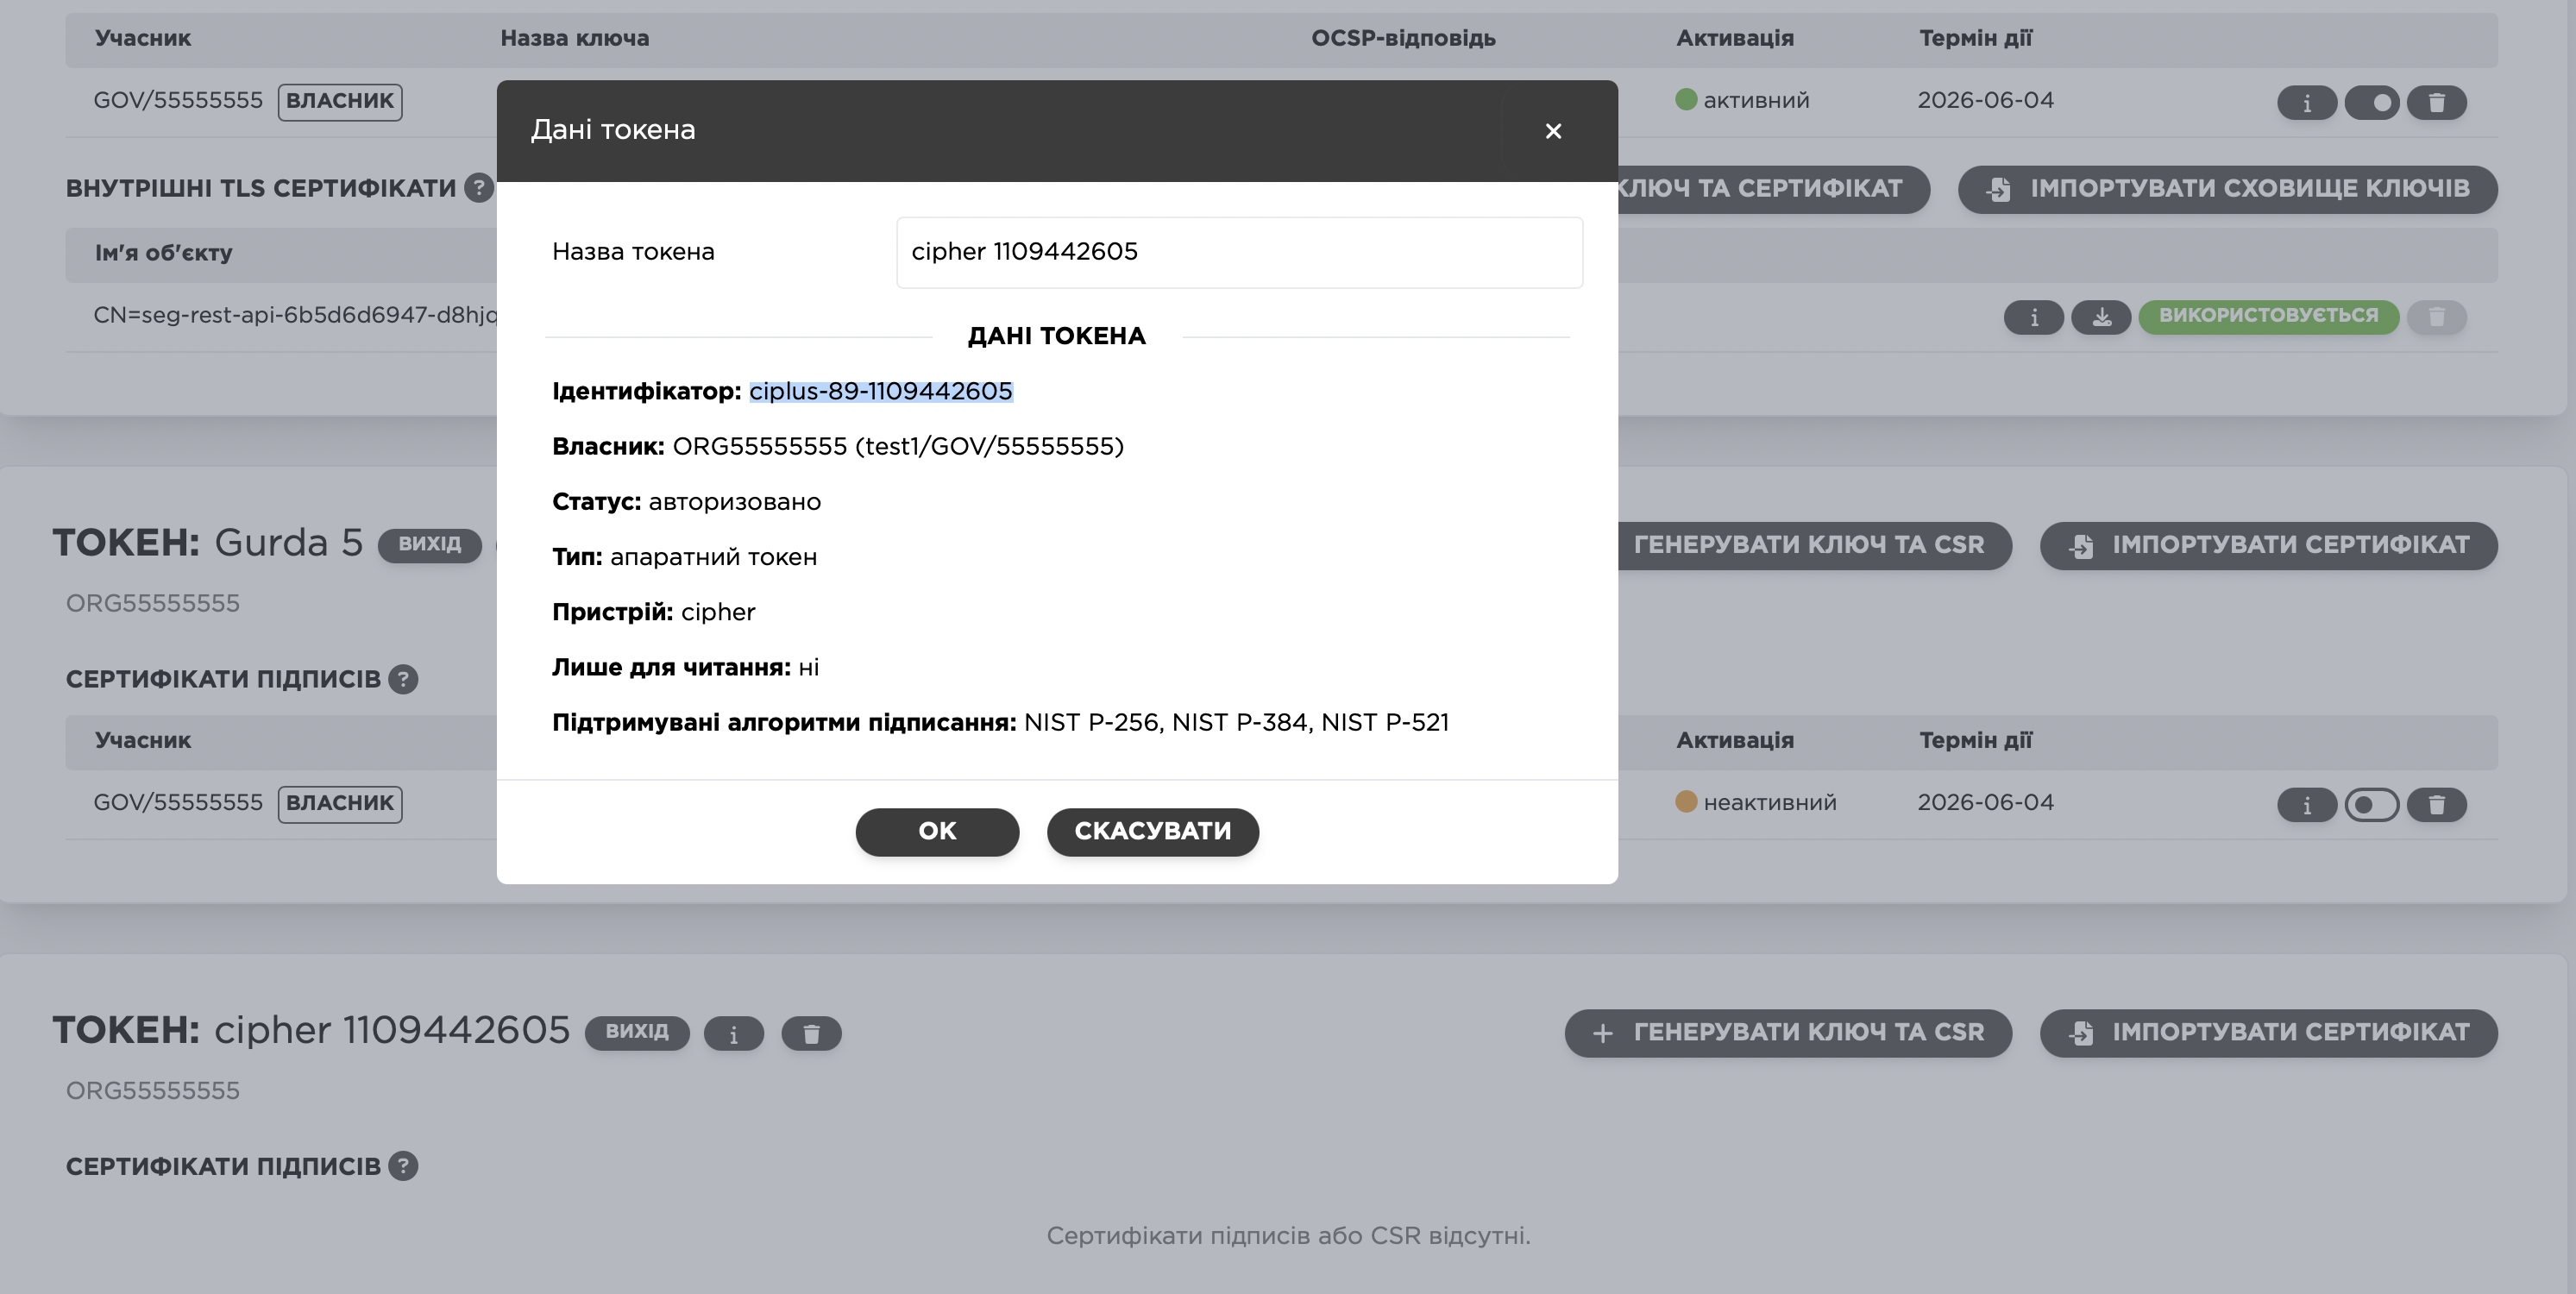 Учасник Назва ключа OCSP-відповідь Активація Термін дії
GOV/55555555 ВЛАСНИК активний 2026-06-04
ВНУТРІШНІ TLS СЕРТИФІКАТИ ? КЛЮЧ ТА СЕРТИФІКАТ ІМПОРТУВАТИ СХОВИЩЕ КЛЮЧІВ
Ім'я об'єкту
CN=seg-rest-api-6b5d6d6947-d8hjq ВИКОРИСТОВУЄТЬСЯ
Дані токена
Назва токена cipher 1109442605
ДАНІ ТОКЕНА
Ідентифікатор: ciplus-89-1109442605
Власник: ORG55555555 (test1/GOV/55555555)
Статус: авторизовано
Тип: апаратний токен
Пристрій: cipher
Лише для читання: ні
Підтримувані алгоритми підписання: NIST P-256, NIST P-384, NIST P-521
ОК СКАСУВАТИ
ТОКЕН: Gurda 5 ВИХІД ГЕНЕРУВАТИ КЛЮЧ ТА CSR ІМПОРТУВАТИ СЕРТИФІКАТ
ORG55555555
СЕРТИФІКАТИ ПІДПИСІВ ?
Учасник Активація Термін дії
GOV/55555555 ВЛАСНИК неактивний 2026-06-04
ТОКЕН: cipher 1109442605 ВИХІД ГЕНЕРУВАТИ КЛЮЧ ТА CSR ІМПОРТУВАТИ СЕРТИФІКАТ
ORG55555555
СЕРТИФІКАТИ ПІДПИСІВ ?
Сертифікати підписів або CSR відсутні.